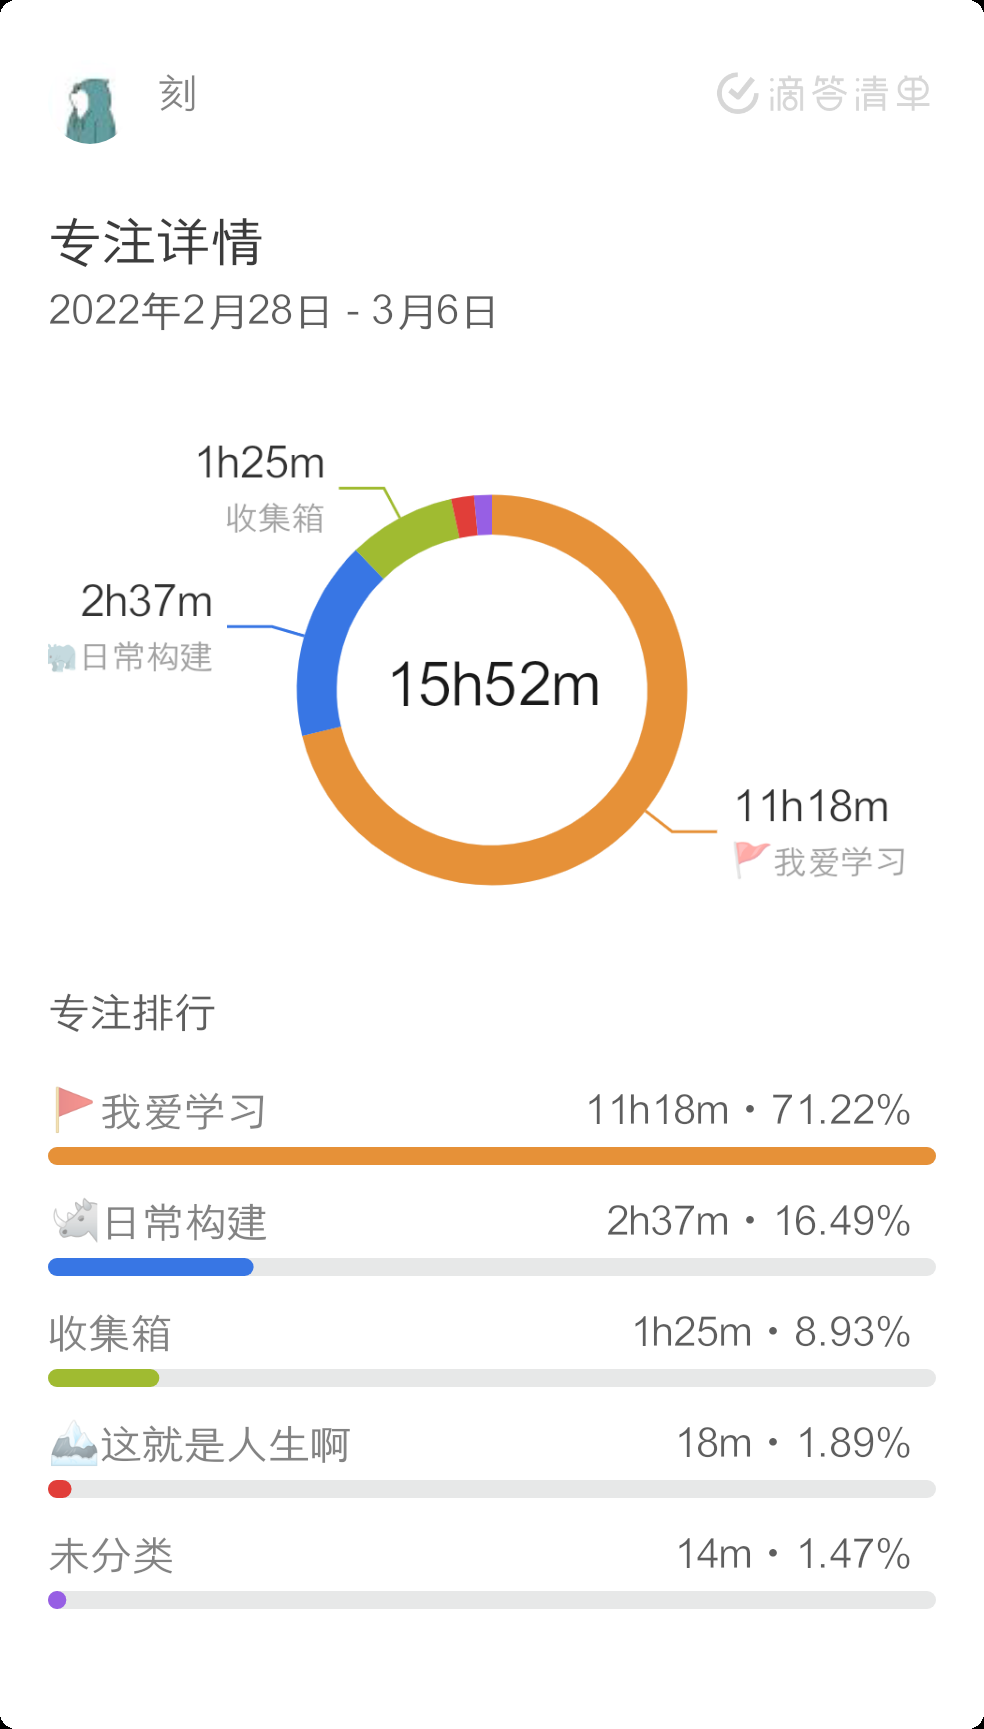 刻
滴答清单
专注详情
2022年2月28日 - 3月6日
1h25m
收集箱
2h37m
日常构建
15h52m
11h18m
我爱学习
专注排行
我爱学习 11h18m • 71.22%
日常构建 2h37m • 16.49%
收集箱 1h25m • 8.93%
这就是人生啊 18m • 1.89%
未分类 14m • 1.47%